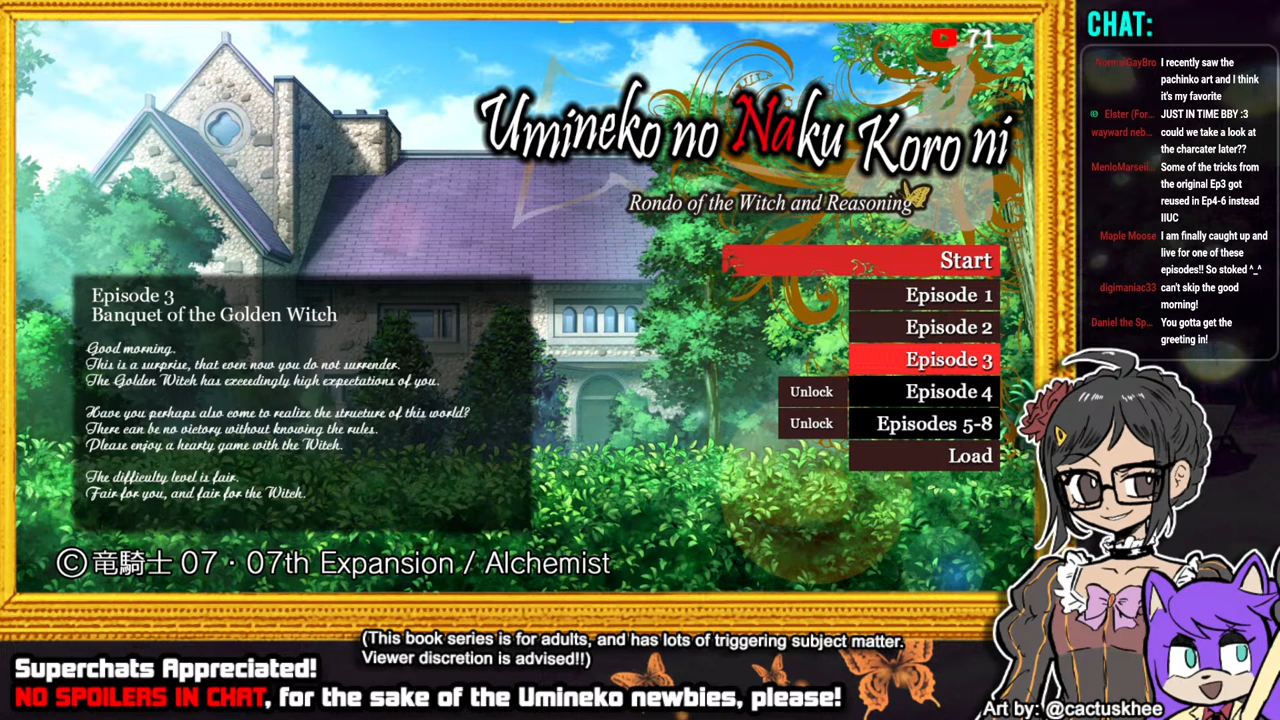 71
Umineko no Naku Koro ni
Rondo of the Witch and Reasoning
Start
Episode 1
Episode 2
Episode 3
Unlock Episode 4
Unlock Episodes 5-8
Load
Episode 3
Banquet of the Golden Witch
Good morning.
This is a surprise, that even now you do not surrender.
The Golden Witch has exceedingly high expectations of you.
Have you perhaps also come to realize the structure of this world?
There can be no victory without knowing the rules.
Please enjoy a hearty game with the Witch.
The difficulty level is fair.
Fair for you, and fair for the Witch.
©竜騎士 07・07th Expansion / Alchemist
CHAT:
NormalGayBro I recently saw the
pachinko art and I think
it's my favorite
Elster (For... JUST IN TIME BBY :3
wayward neb... could we take a look at
the charcater later??
MenloMarseil... Some of the tricks from
the original Ep3 got
reused in Ep4-6 instead
IIUC
Maple Moose I am finally caught up and
live for one of these
episodes!! So stoked ^_^
digimaniac33 can't skip the good
morning!
Daniel the Sp... You gotta get the
greeting in!
(This book series is for adults, and has lots of triggering subject matter.
Viewer discretion is advised!!)
Superchats Appreciated!
NO SPOILERS IN CHAT, for the sake of the Umineko newbies, please!
Art by: @cactuskhee